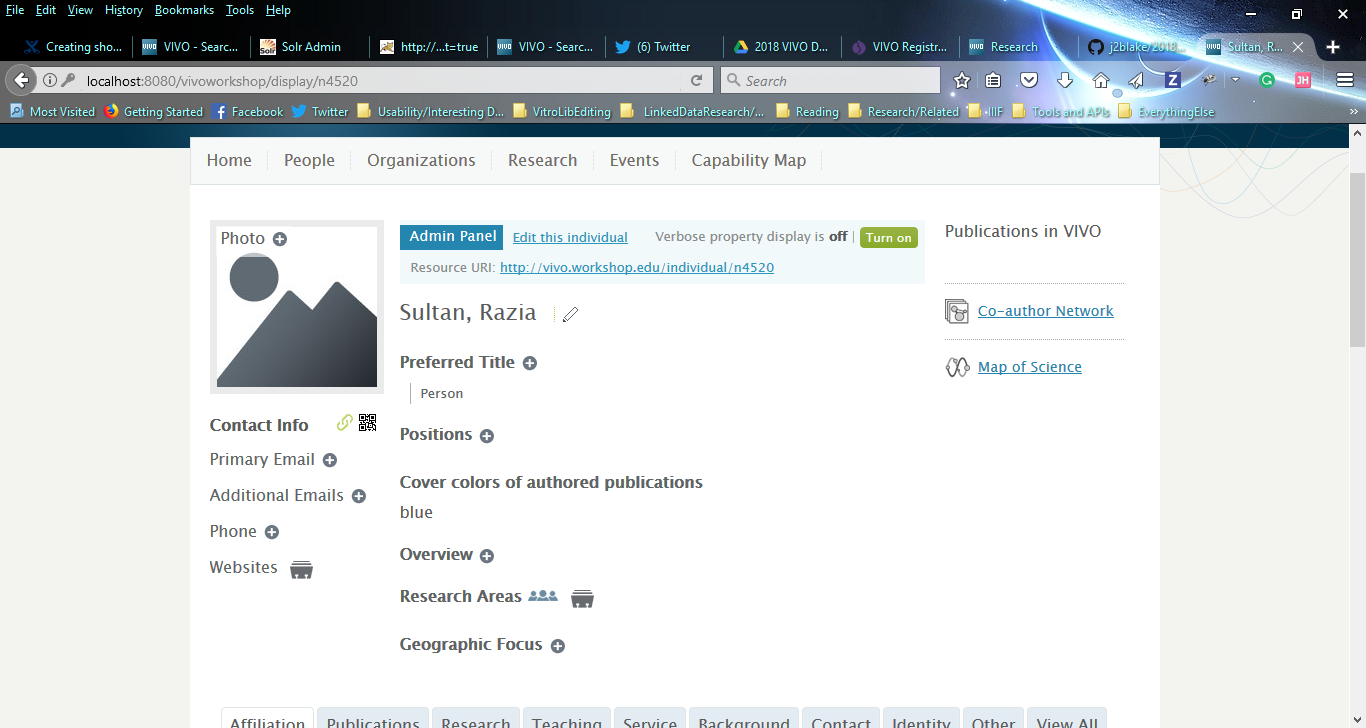 File Edit View History Bookmarks Tools Help
Creating sho... VIVO - Searc... Solr Admin http://...t=true VIVO - Searc... (6) Twitter 2018 VIVO D... VIVO Registr... Research j2blake/2018... Sultan, R...
localhost:8080/vivoworkshop/display/n4520 Search
Most Visited Getting Started Facebook Twitter Usability/Interesting D... VitroLibEditing LinkedDataResearch/... Reading Research/Related IIIF Tools and APIs EverythingElse
Home People Organizations Research Events Capability Map
Photo
Admin Panel Edit this individual Verbose property display is off | Turn on
Resource URI: http://vivo.workshop.edu/individual/n4520
Sultan, Razia
Preferred Title
Person
Positions
Cover colors of authored publications
blue
Overview
Research Areas
Geographic Focus
Contact Info
Primary Email
Additional Emails
Phone
Websites
Publications in VIVO
Co-author Network
Map of Science
Affiliation Publications Research Teaching Service Background Contact Identity Other View All